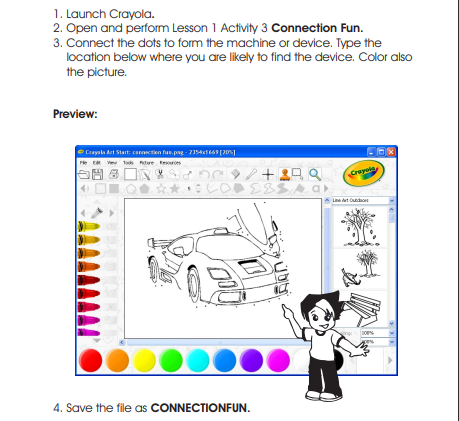 1. Launch Crayola.
2. Open and perform Lesson 1 Activity 3 Connection Fun.
3. Connect the dots to form the machine or device. Type the
location below where you are likely to find the device. Color also
the picture.
Preview:
Crayola Art Start: connection fun.png - 2354x1669 [20%]
File Edit View Tools Picture Resources
Crayola
Line Art Outdoors
100%
4. Save the file as CONNECTIONFUN.